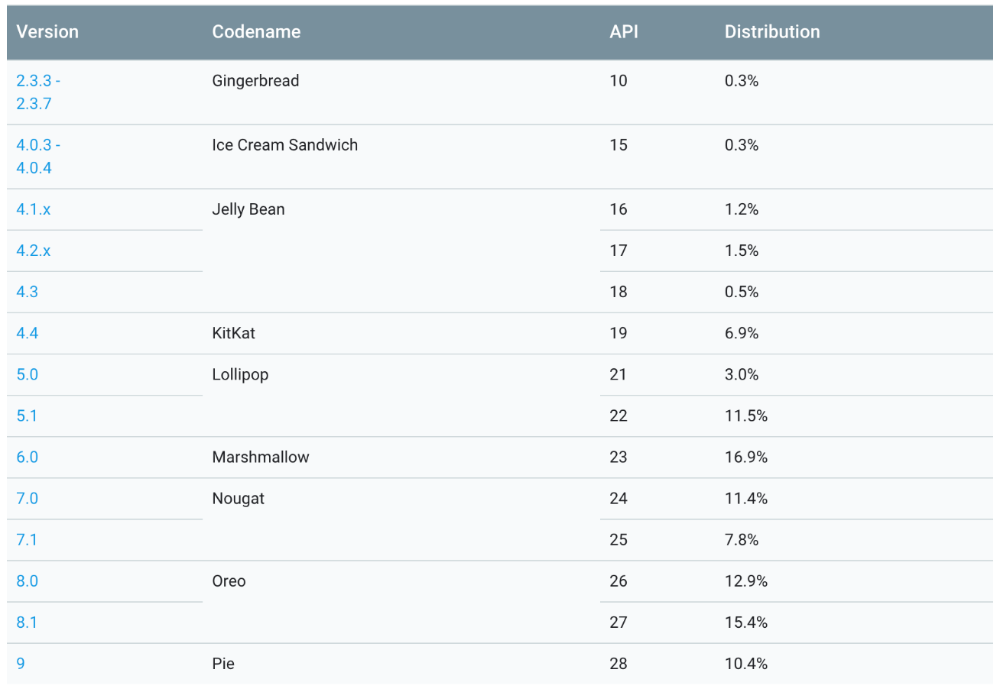 Version Codename API Distribution
2.3.3 - Gingerbread 10 0.3%
2.3.7
4.0.3 - Ice Cream Sandwich 15 0.3%
4.0.4
4.1.x Jelly Bean 16 1.2%
4.2.x 17 1.5%
4.3 18 0.5%
4.4 KitKat 19 6.9%
5.0 Lollipop 21 3.0%
5.1 22 11.5%
6.0 Marshmallow 23 16.9%
7.0 Nougat 24 11.4%
7.1 25 7.8%
8.0 Oreo 26 12.9%
8.1 27 15.4%
9 Pie 28 10.4%